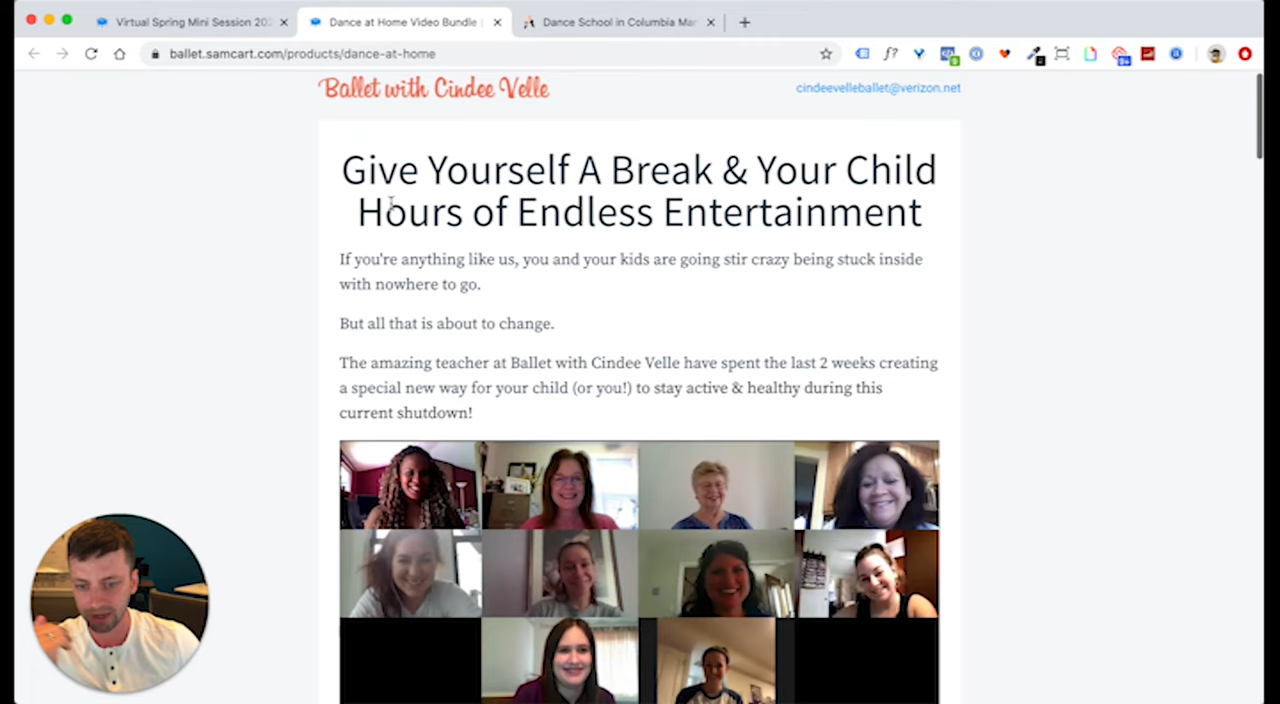 Virtual Spring Mini Session 202
Dance at Home Video Bundle |
Dance School in Columbia Mar
ballet.samcart.com/products/dance-at-home
f?
Ballet with Cindee Velle
cindeevelleballet@verizon.net
Give Yourself A Break & Your Child
Hours of Endless Entertainment
If you're anything like us, you and your kids are going stir crazy being stuck inside
with nowhere to go.
But all that is about to change.
The amazing teacher at Ballet with Cindee Velle have spent the last 2 weeks creating
a special new way for your child (or you!) to stay active & healthy during this
current shutdown!